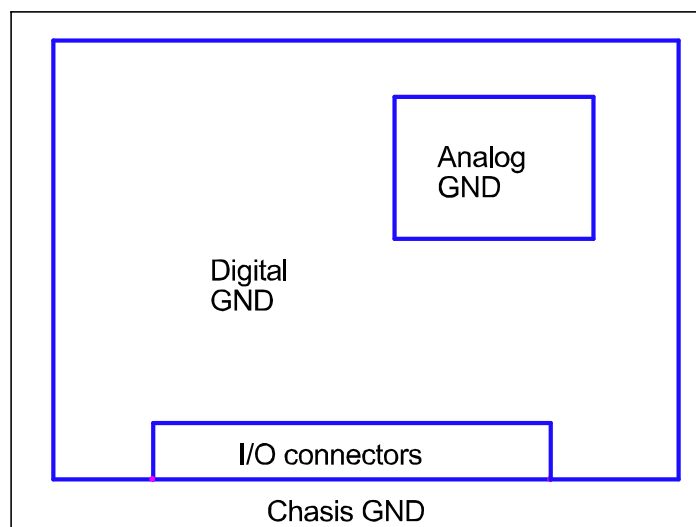 Analog
GND
Digital
GND
I/O connectors
Chasis GND